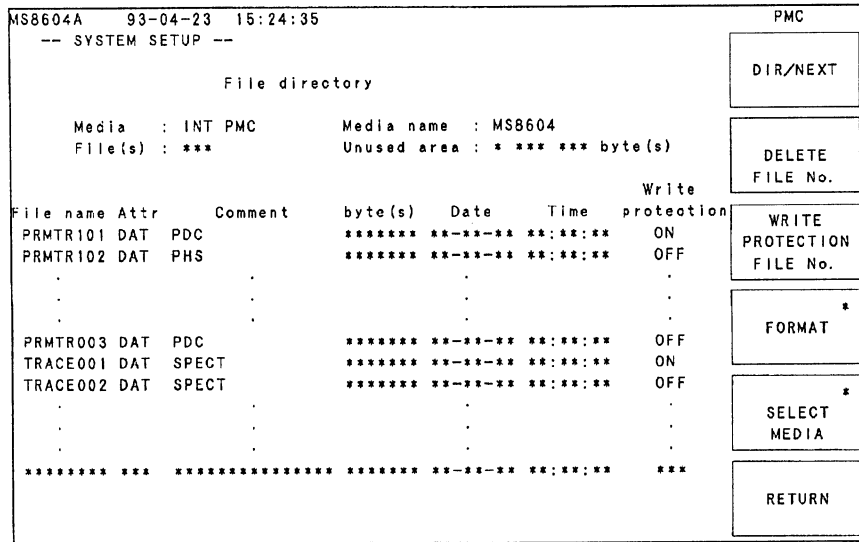 MS8604A 93-04-23 15:24:35
-- SYSTEM SETUP --
File directory
Media : INT PMC Media name : MS8604
File(s) : *** Unused area : * *** *** byte(s)
Write
File name Attr Comment byte(s) Date Time protection
PRMTR101 DAT PDC ******* **-**-** **:**:** ON
PRMTR102 DAT PHS ******* **-**-** **:**:** OFF
. . . .
. . . .
. . . .
PRMTR003 DAT PDC ******* **-**-** **:**:** OFF
TRACE001 DAT SPECT ******* **-**-** **:**:** ON
TRACE002 DAT SPECT ******* **-**-** **:**:** OFF
. . . .
. . . .
. . . .
******** *** ************** ******* **-**-** **:**:** ***
PMC
DIR/NEXT
DELETE
FILE No.
WRITE
PROTECTION
FILE No.
*
FORMAT
*
SELECT
MEDIA
RETURN